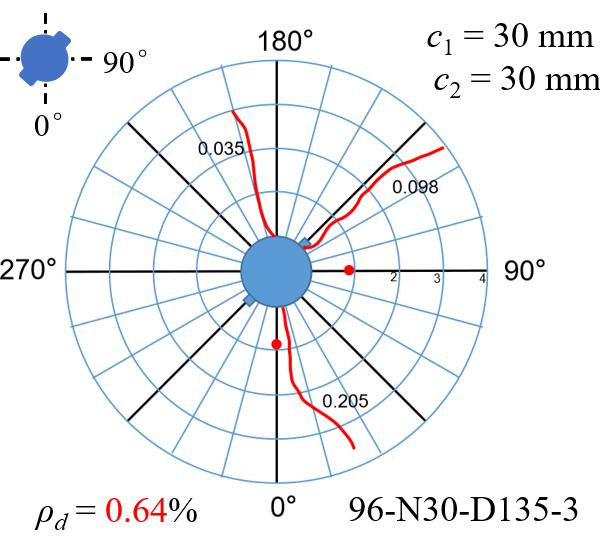 180°
c1 = 30 mm
c2 = 30 mm
90°
0°
0.035
0.098
270°
2 3 4
90°
0.205
ρd = 0.64%
0°
96-N30-D135-3